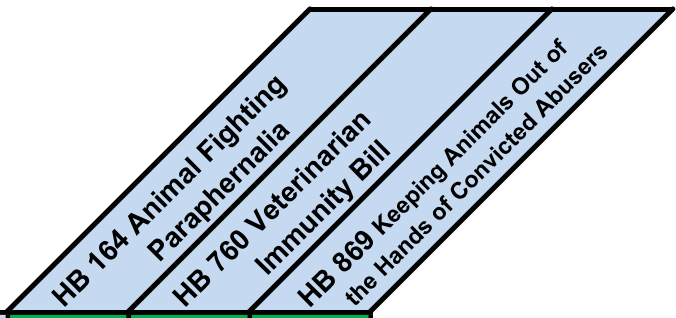 HB 164 Animal Fighting
Paraphernalia
HB 760 Veterinarian
Immunity Bill
HB 869 Keeping Animals Out of
the Hands of Convicted Abusers